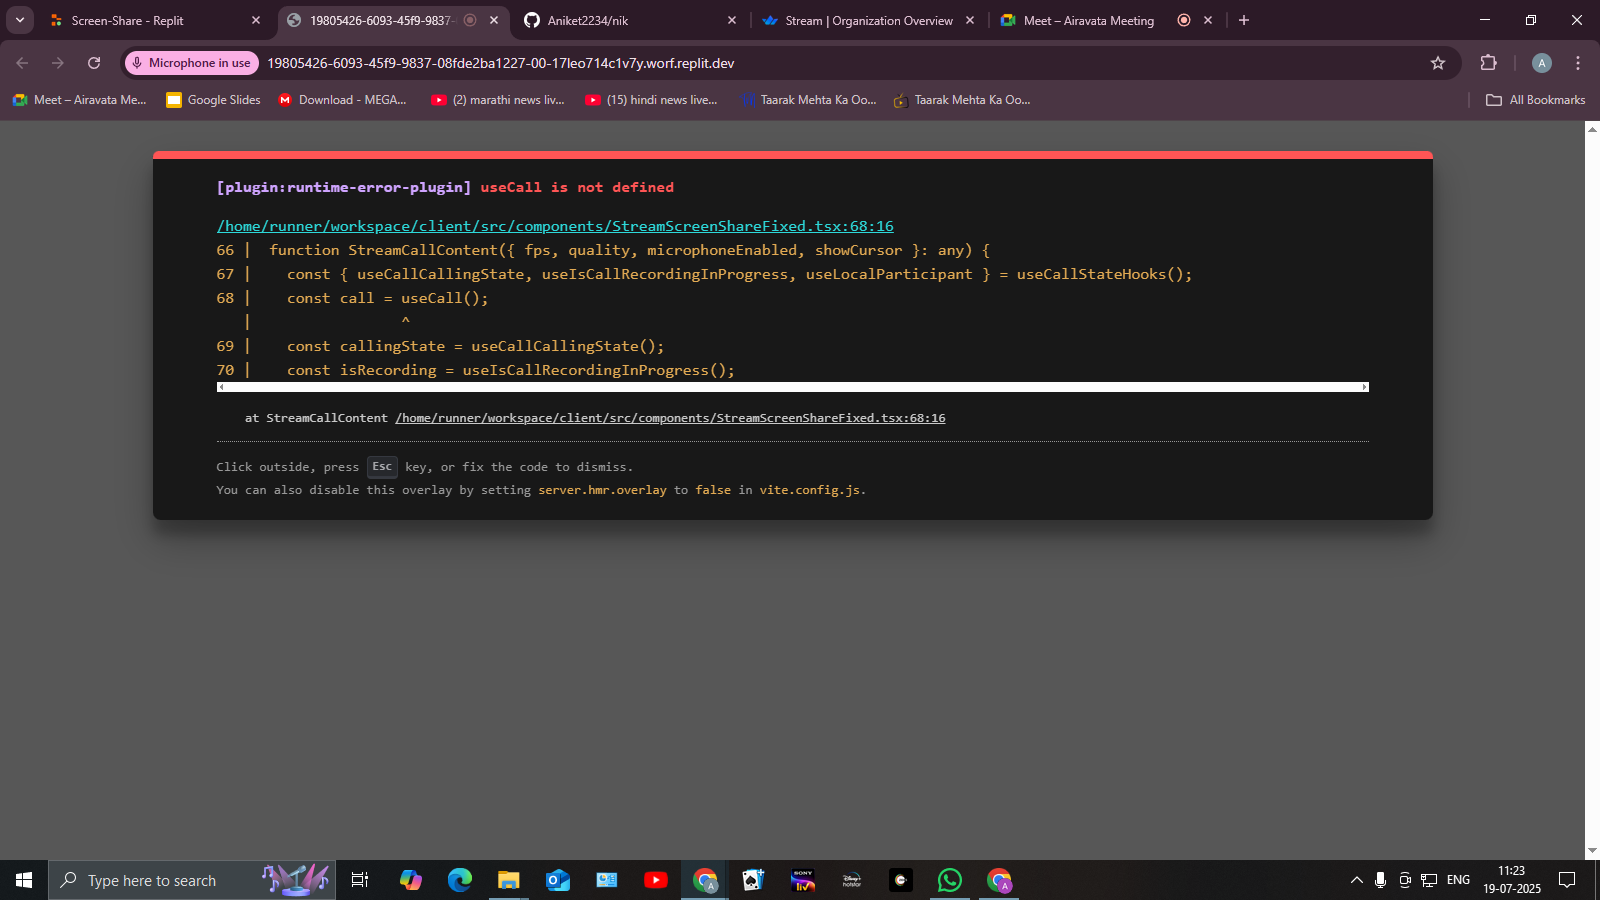 Screen-Share - Replit
19805426-6093-45f9-9837-
Aniket2234/nik
Stream | Organization Overview
Meet – Airavata Meeting
Microphone in use
19805426-6093-45f9-9837-08fde2ba1227-00-17leo714c1v7y.worf.replit.dev
A
Meet – Airavata Me...
Google Slides
Download - MEGA...
(2) marathi news liv...
(15) hindi news live...
Taarak Mehta Ka Oo...
Taarak Mehta Ka Oo...
All Bookmarks
[plugin:runtime-error-plugin] useCall is not defined
/home/runner/workspace/client/src/components/StreamScreenShareFixed.tsx:68:16
66 |  function StreamCallContent({ fps, quality, microphoneEnabled, showCursor }: any) {
67 |    const { useCallCallingState, useIsCallRecordingInProgress, useLocalParticipant } = useCallStateHooks();
68 |    const call = useCall();
   |                 ^
69 |    const callingState = useCallCallingState();
70 |    const isRecording = useIsCallRecordingInProgress();
at StreamCallContent /home/runner/workspace/client/src/components/StreamScreenShareFixed.tsx:68:16
Click outside, press Esc key, or fix the code to dismiss.
You can also disable this overlay by setting server.hmr.overlay to false in vite.config.js.
Type here to search
A
SONY
liv
Disney+
hotstar
A
ENG
11:23
19-07-2025